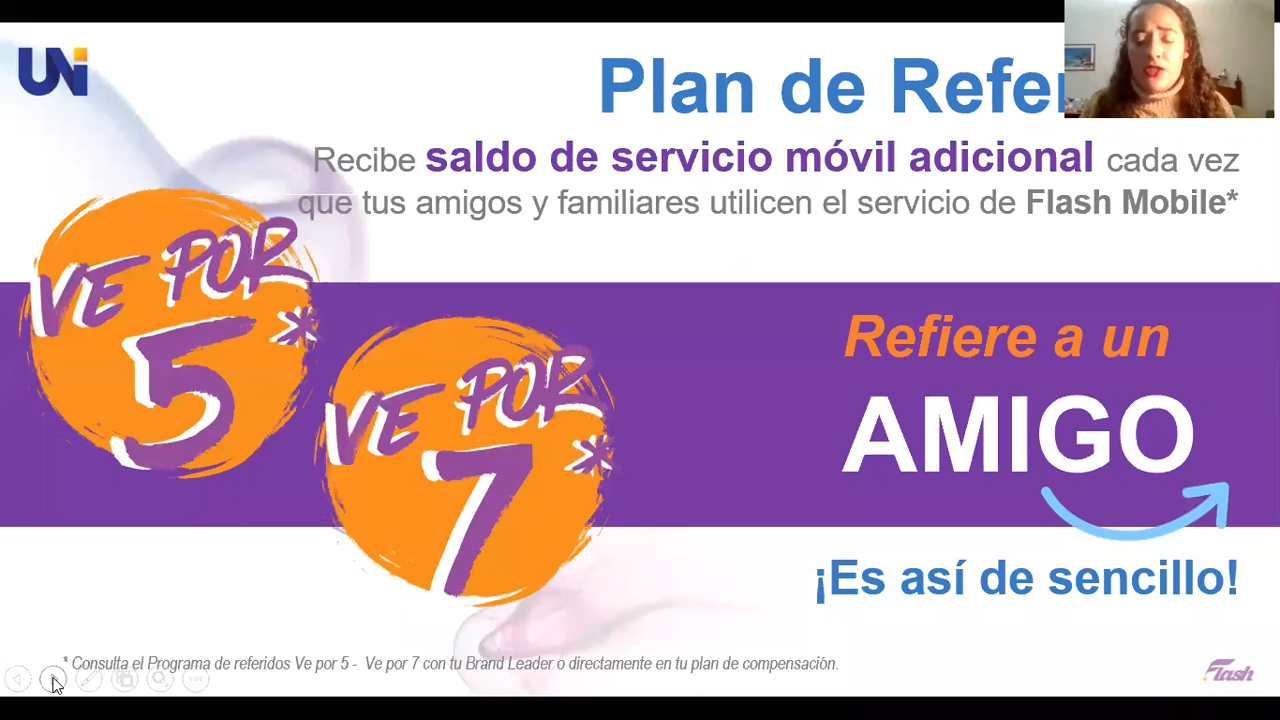 UNi
Plan de Refer
Recibe saldo de servicio móvil adicional cada vez
que tus amigos y familiares utilicen el servicio de Flash Mobile*
VE POR
5*
VE POR
7*
Refiere a un
AMIGO
¡Es así de sencillo!
* Consulta el Programa de referidos Ve por 5 - Ve por 7 con tu Brand Leader o directamente en tu plan de compensación.
Flash